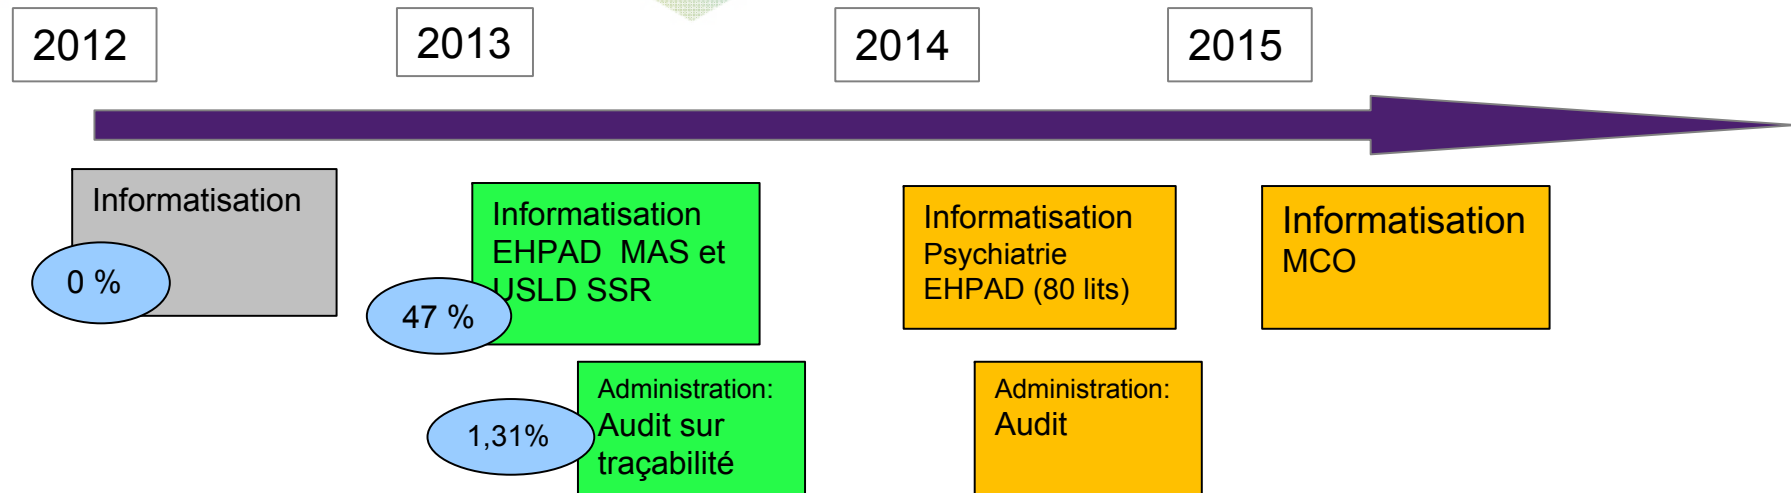 2012
2013
2014
2015
Informatisation
0 %
Informatisation
EHPAD MAS et
USLD SSR
47 %
Informatisation
Psychiatrie
EHPAD (80 lits)
Informatisation
MCO
Administration:
Audit sur
traçabilité
1,31%
Administration:
Audit